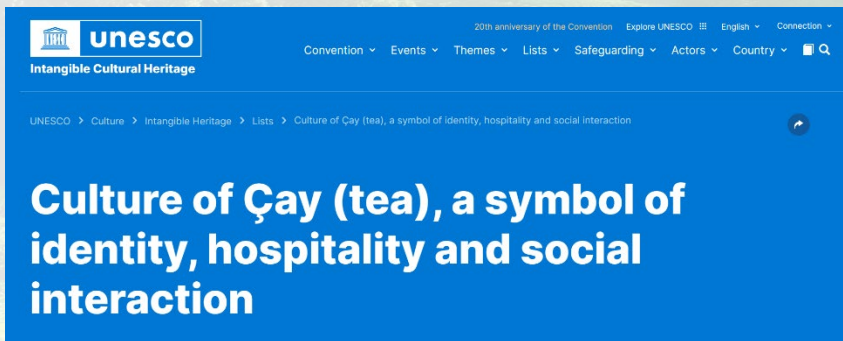 unesco
Intangible Cultural Heritage
20th anniversary of the Convention Explore UNESCO English Connection
Convention Events Themes Lists Safeguarding Actors Country
UNESCO > Culture > Intangible Heritage > Lists > Culture of Çay (tea), a symbol of identity, hospitality and social interaction
Culture of Çay (tea), a symbol of
identity, hospitality and social
interaction